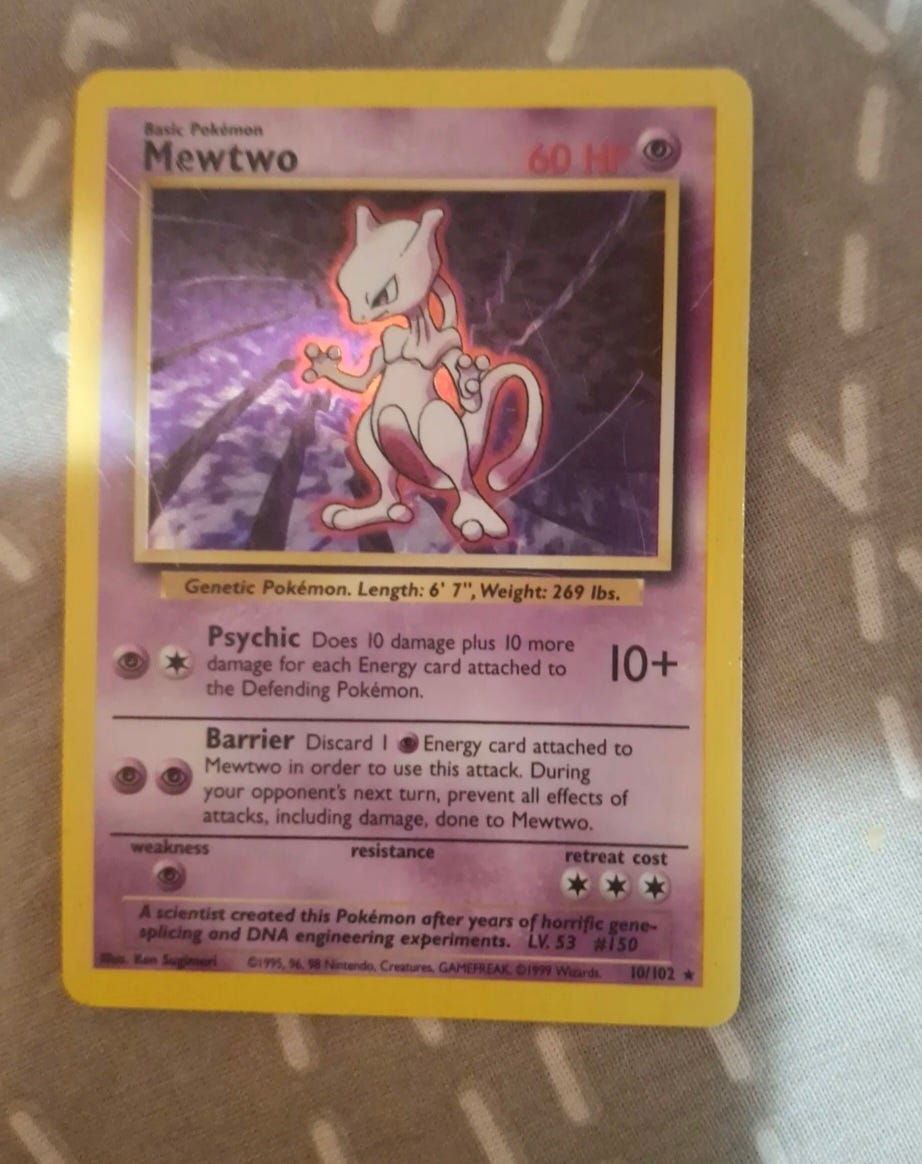 Basic Pokémon
Mewtwo 60 HP
Genetic Pokémon. Length: 6' 7", Weight: 269 lbs.
Psychic Does 10 damage plus 10 more
damage for each Energy card attached to
the Defending Pokémon.
10+
Barrier Discard 1 Energy card attached to
Mewtwo in order to use this attack. During
your opponent's next turn, prevent all effects of
attacks, including damage, done to Mewtwo.
weakness resistance retreat cost
A scientist created this Pokémon after years of horrific gene-
splicing and DNA engineering experiments. LV. 53 #150
Illus. Ken Sugimori ©1995, 96, 98 Nintendo, Creatures, GAMEFREAK. ©1999 Wizards. 10/102 ★